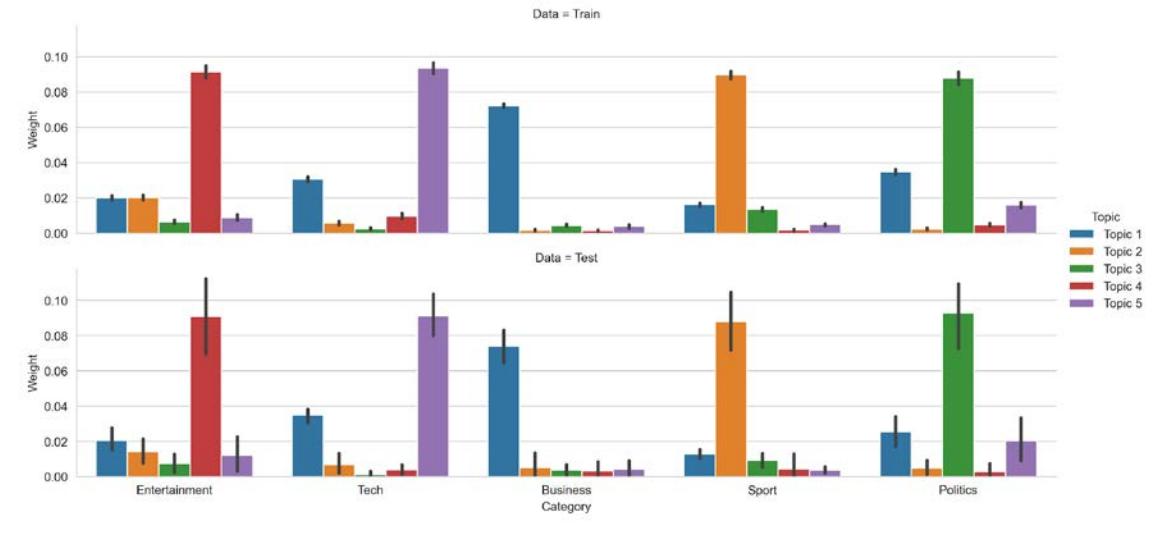 Data = Train
0.10
0.08
0.06
0.04
0.02
0.00
Weight
Data = Test
0.10
0.08
0.06
0.04
0.02
0.00
Weight
Entertainment
Tech
Business
Sport
Politics
Category
Topic
Topic 1
Topic 2
Topic 3
Topic 4
Topic 5